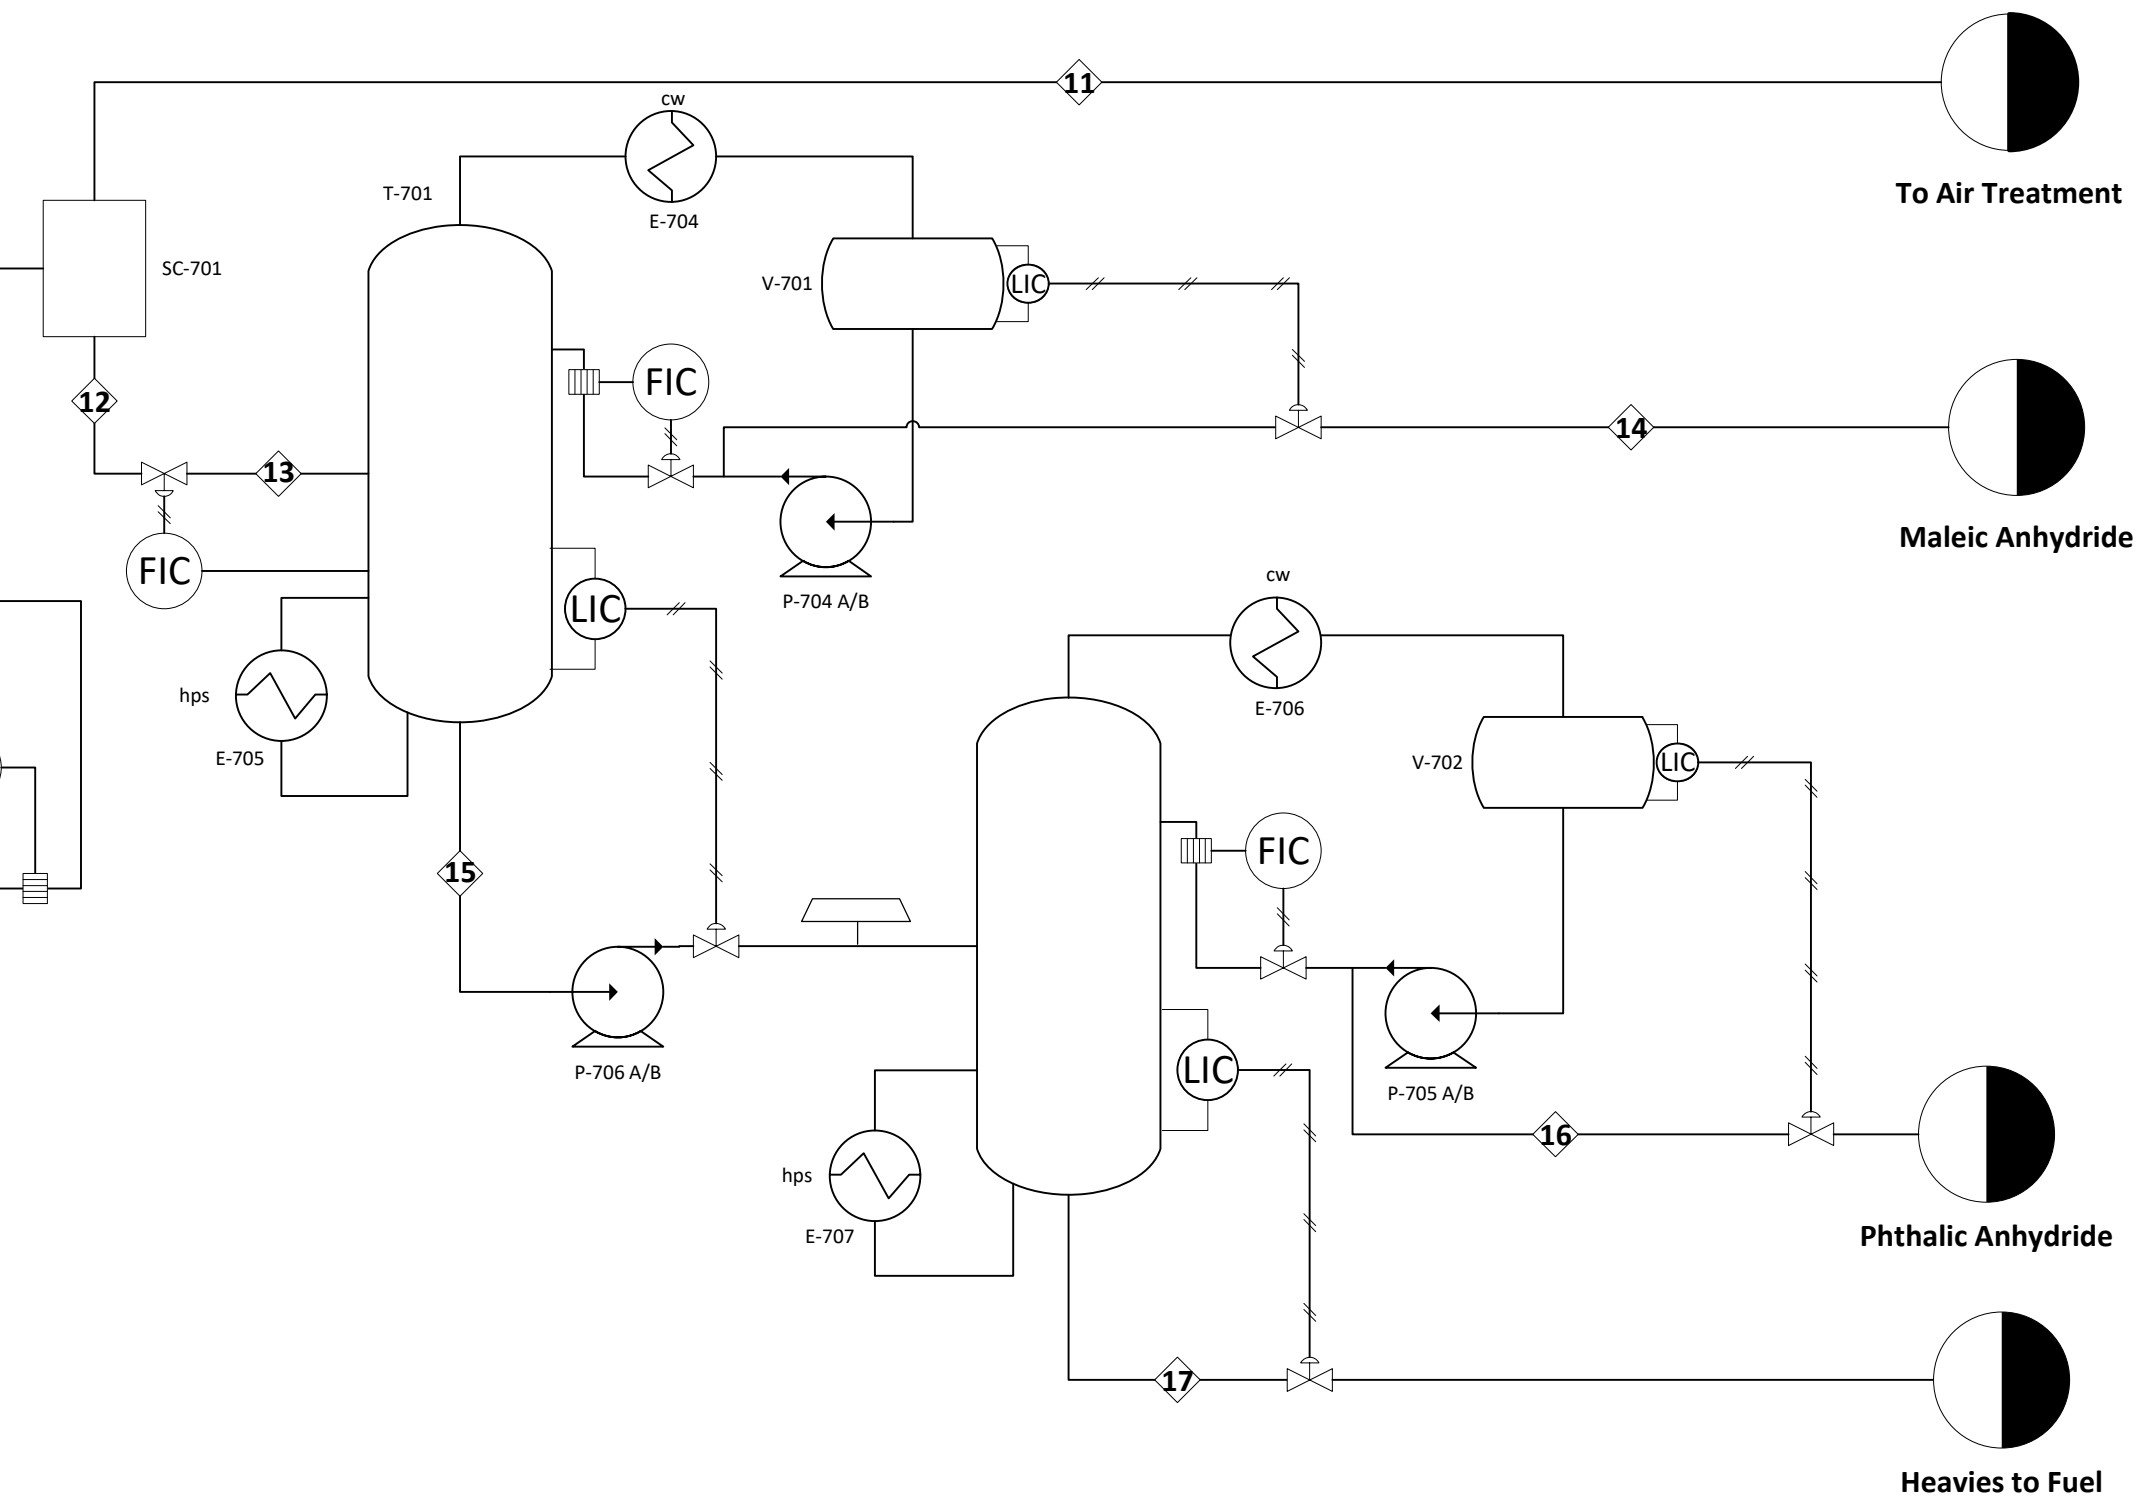 11
To Air Treatment
cw
E-704
T-701
SC-701
V-701
LIC
FIC
12
14
Maleic Anhydride
13
FIC
P-704 A/B
LIC
cw
E-706
hps
E-705
V-702
LIC
FIC
15
P-706 A/B
LIC
P-705 A/B
16
hps
E-707
Phthalic Anhydride
17
Heavies to Fuel